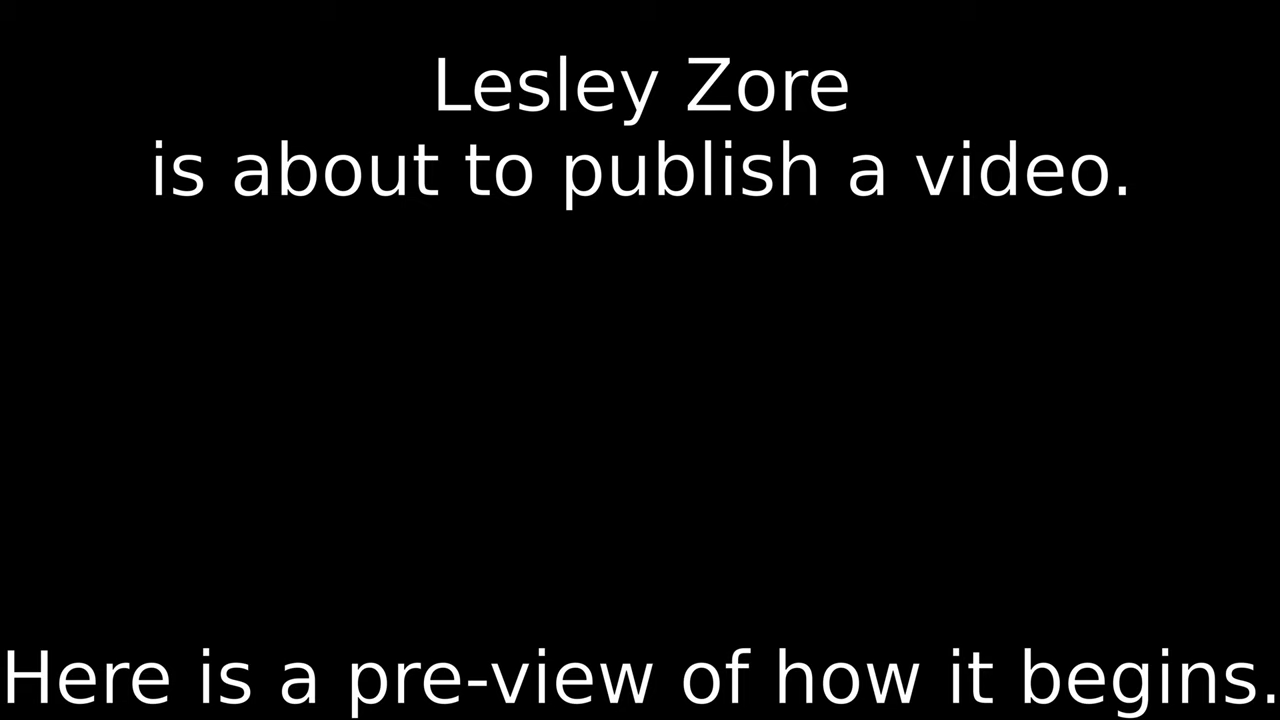 Lesley Zore
is about to publish a video.
Here is a pre-view of how it begins.